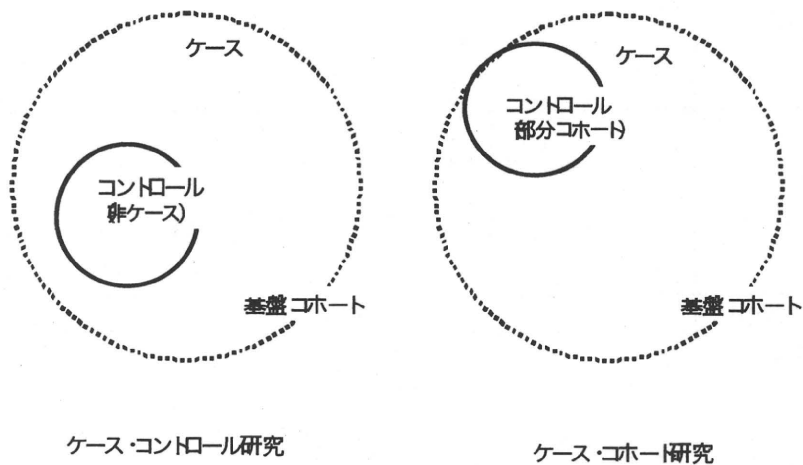 ケース
コントロール
(非ケース)
基盤コホート
ケース・コントロール研究
ケース
コントロール
(部分コホート)
基盤コホート
ケース・コホート研究